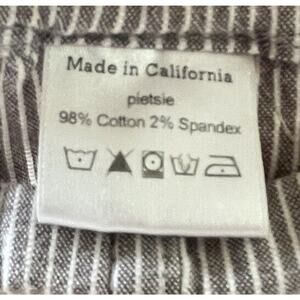 Made in California
pietsie
98% Cotton 2% Spandex